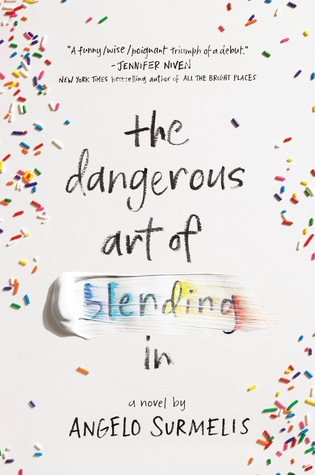 "A funny/wise/poignant triumph of a debut."
-JENNIFER NIVEN
NEW YORK TIMES bestselling author of ALL THE BRIGHT PLACES
the
dangerous
art of
blending
in
a novel by
ANGELO SURMELIS